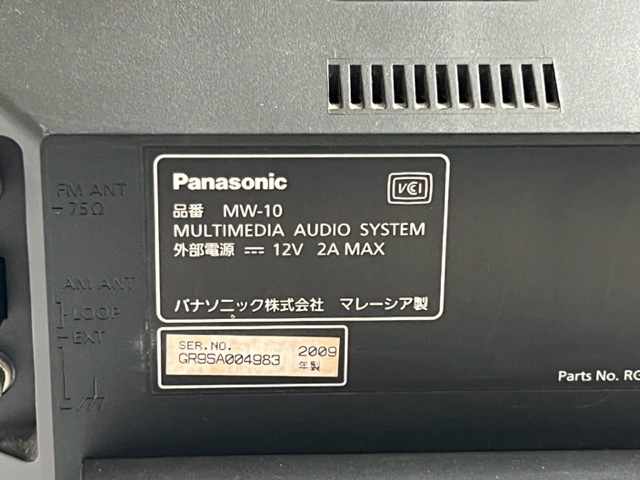 Panasonic
VCCI
品番 MW-10
MULTIMEDIA AUDIO SYSTEM
外部電源 ⎓ 12V 2A MAX
パナソニック株式会社 マレーシア製
SER.NO.
GR9SA004983
2009
年製
FM ANT
75Ω
AM ANT
LOOP
EXT
Parts No. RG